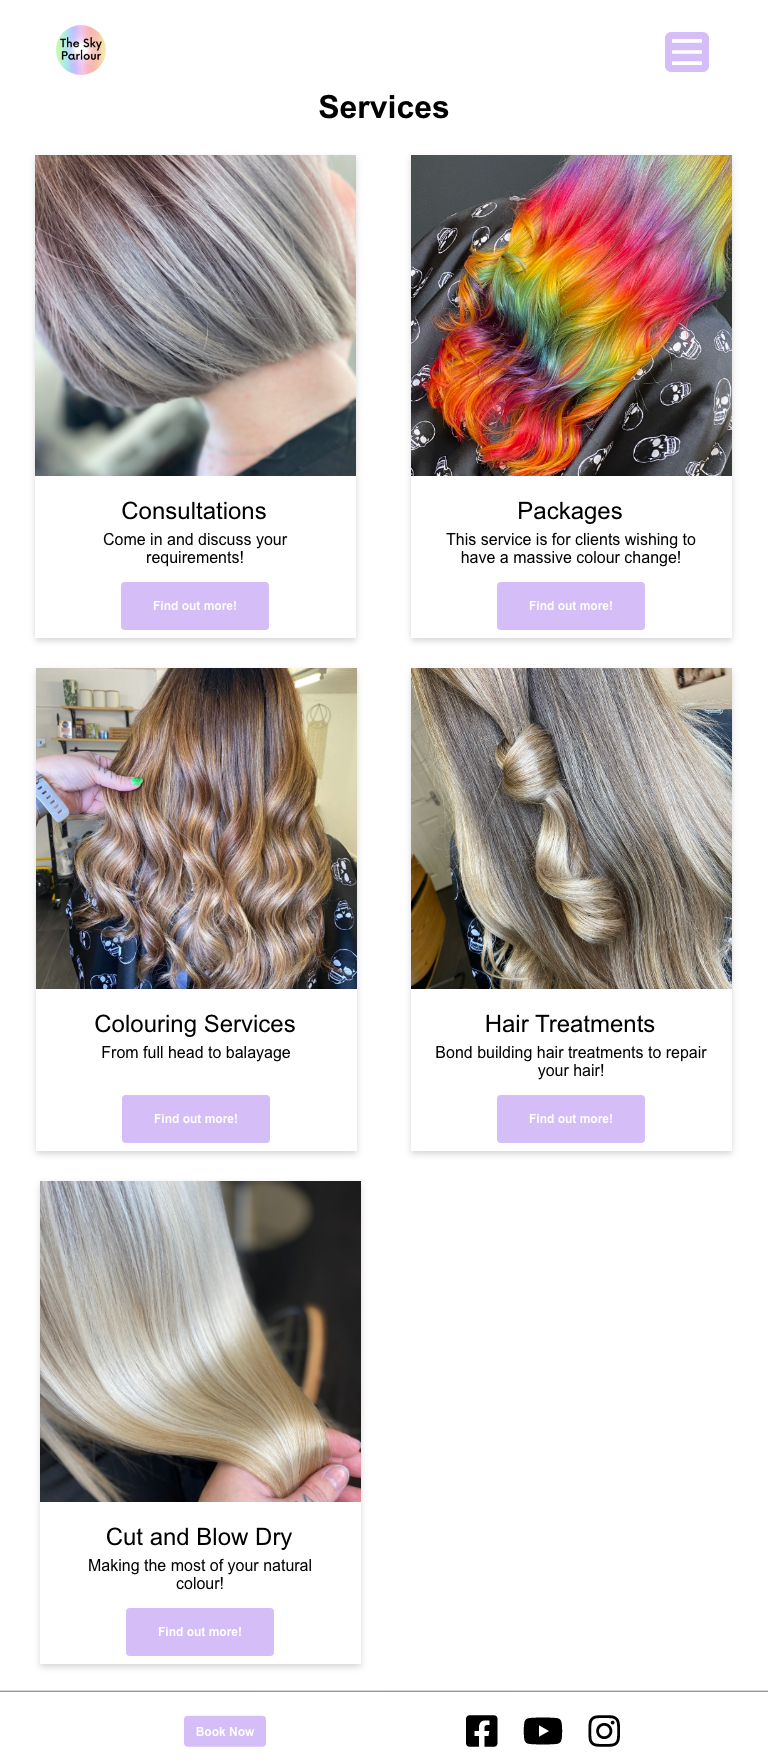 The Sky
Parlour
Services
Consultations
Come in and discuss your
requirements!
Find out more!
Packages
This service is for clients wishing to
have a massive colour change!
Find out more!
Colouring Services
From full head to balayage
Find out more!
Hair Treatments
Bond building hair treatments to repair
your hair!
Find out more!
Cut and Blow Dry
Making the most of your natural
colour!
Find out more!
Book Now